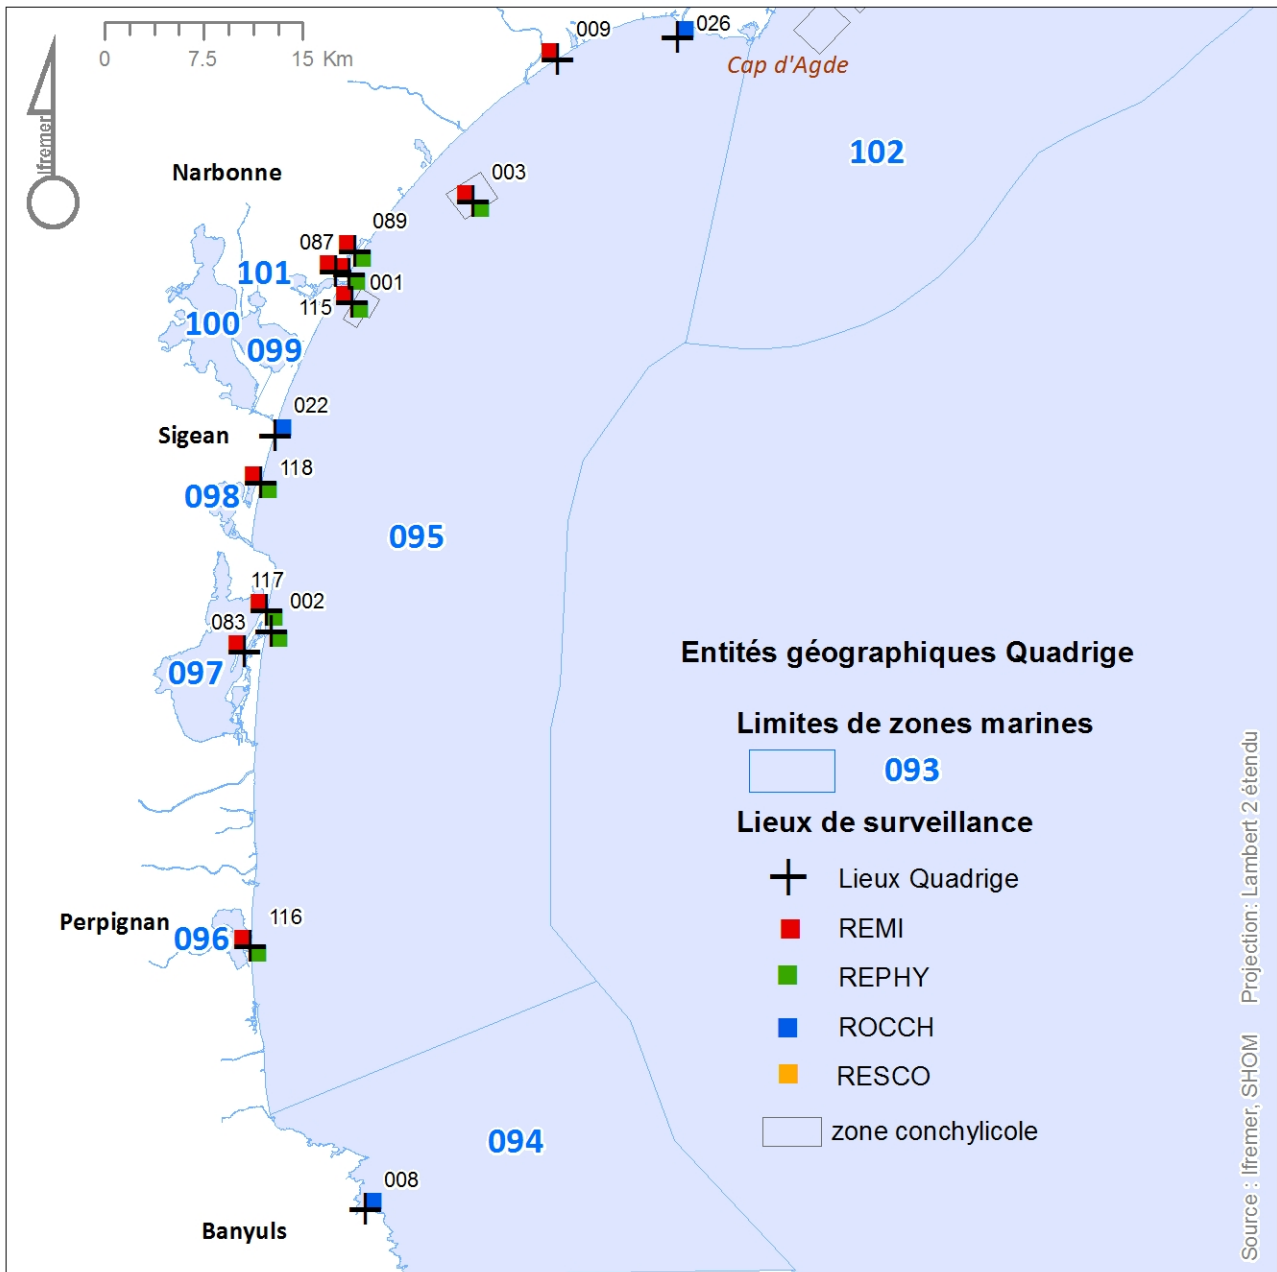 009
026
0 7.5 15 Km
Cap d'Agde
Ifremer
102
Narbonne
003
089
087
101
001
115
100
099
022
Sigean
118
098
095
117
002
083
097
Entités géographiques Quadrige
Limites de zones marines
093
Lieux de surveillance
Lieux Quadrige
REMI
REPHY
ROCCH
RESCO
zone conchylicole
116
Perpignan
096
094
008
Banyuls
Source : Ifremer, SHOM Projection: Lambert 2 étendu